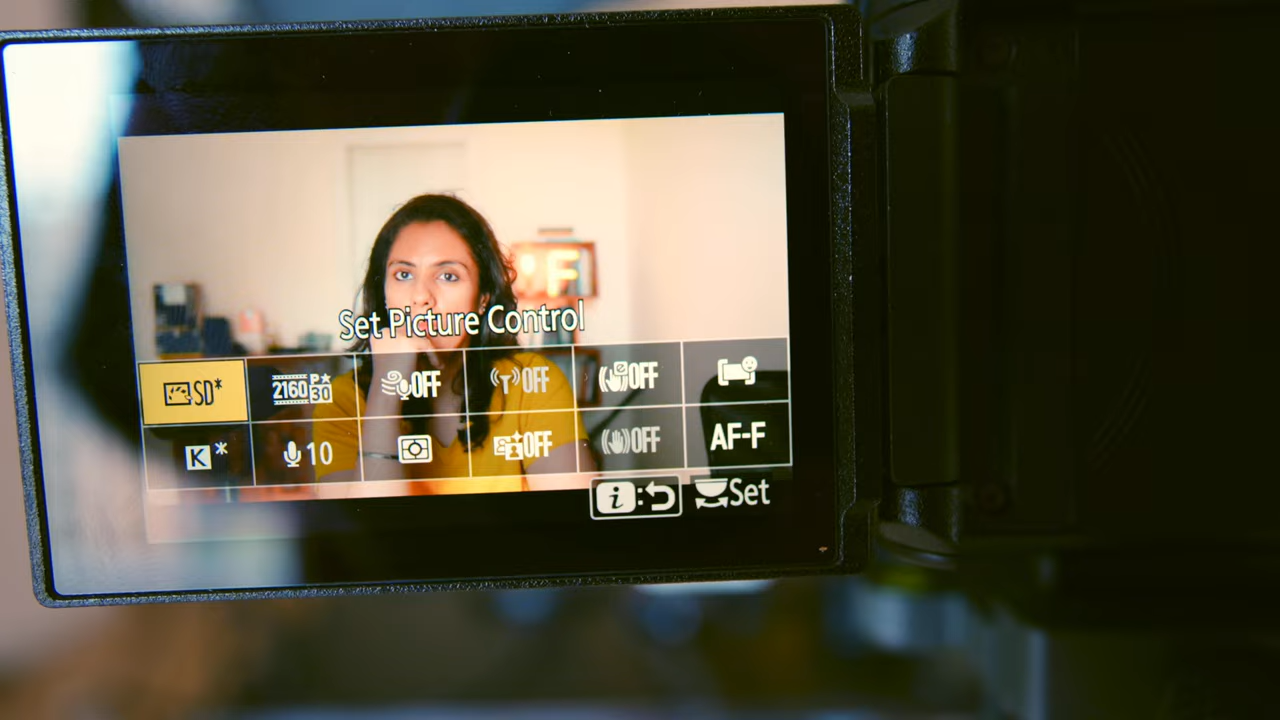 F
Set Picture Control
SD* 2160 P★ 30 OFF (T) OFF OFF
K* 10 OFF OFF AF-F
i : Set